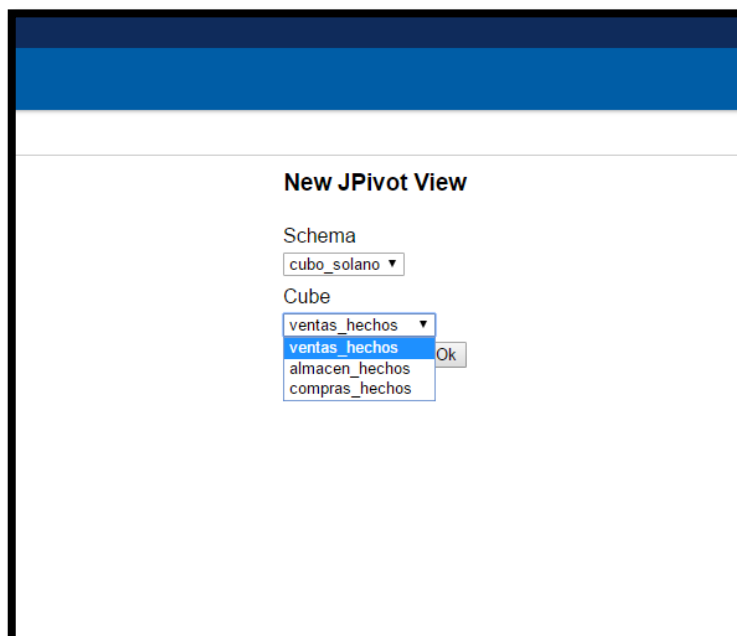 New JPivot View
Schema
cubo_solano
Cube
ventas_hechos
ventas_hechos
Ok
almacen_hechos
compras_hechos